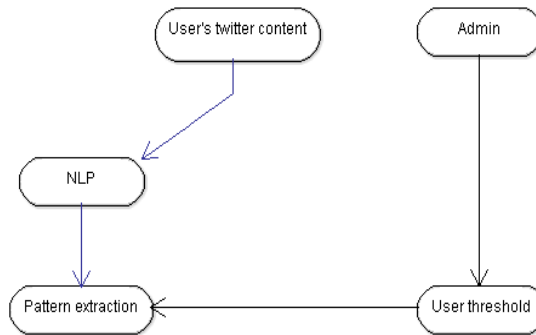 User's twitter content
Admin
NLP
Pattern extraction
User threshold